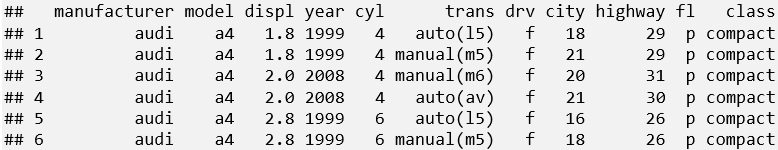 ##   manufacturer model displ year cyl      trans drv city highway fl   class
## 1         audi    a4   1.8 1999   4   auto(l5)   f   18      29  p compact
## 2         audi    a4   1.8 1999   4 manual(m5)   f   21      29  p compact
## 3         audi    a4   2.0 2008   4 manual(m6)   f   20      31  p compact
## 4         audi    a4   2.0 2008   4   auto(av)   f   21      30  p compact
## 5         audi    a4   2.8 1999   6   auto(l5)   f   16      26  p compact
## 6         audi    a4   2.8 1999   6 manual(m5)   f   18      26  p compact